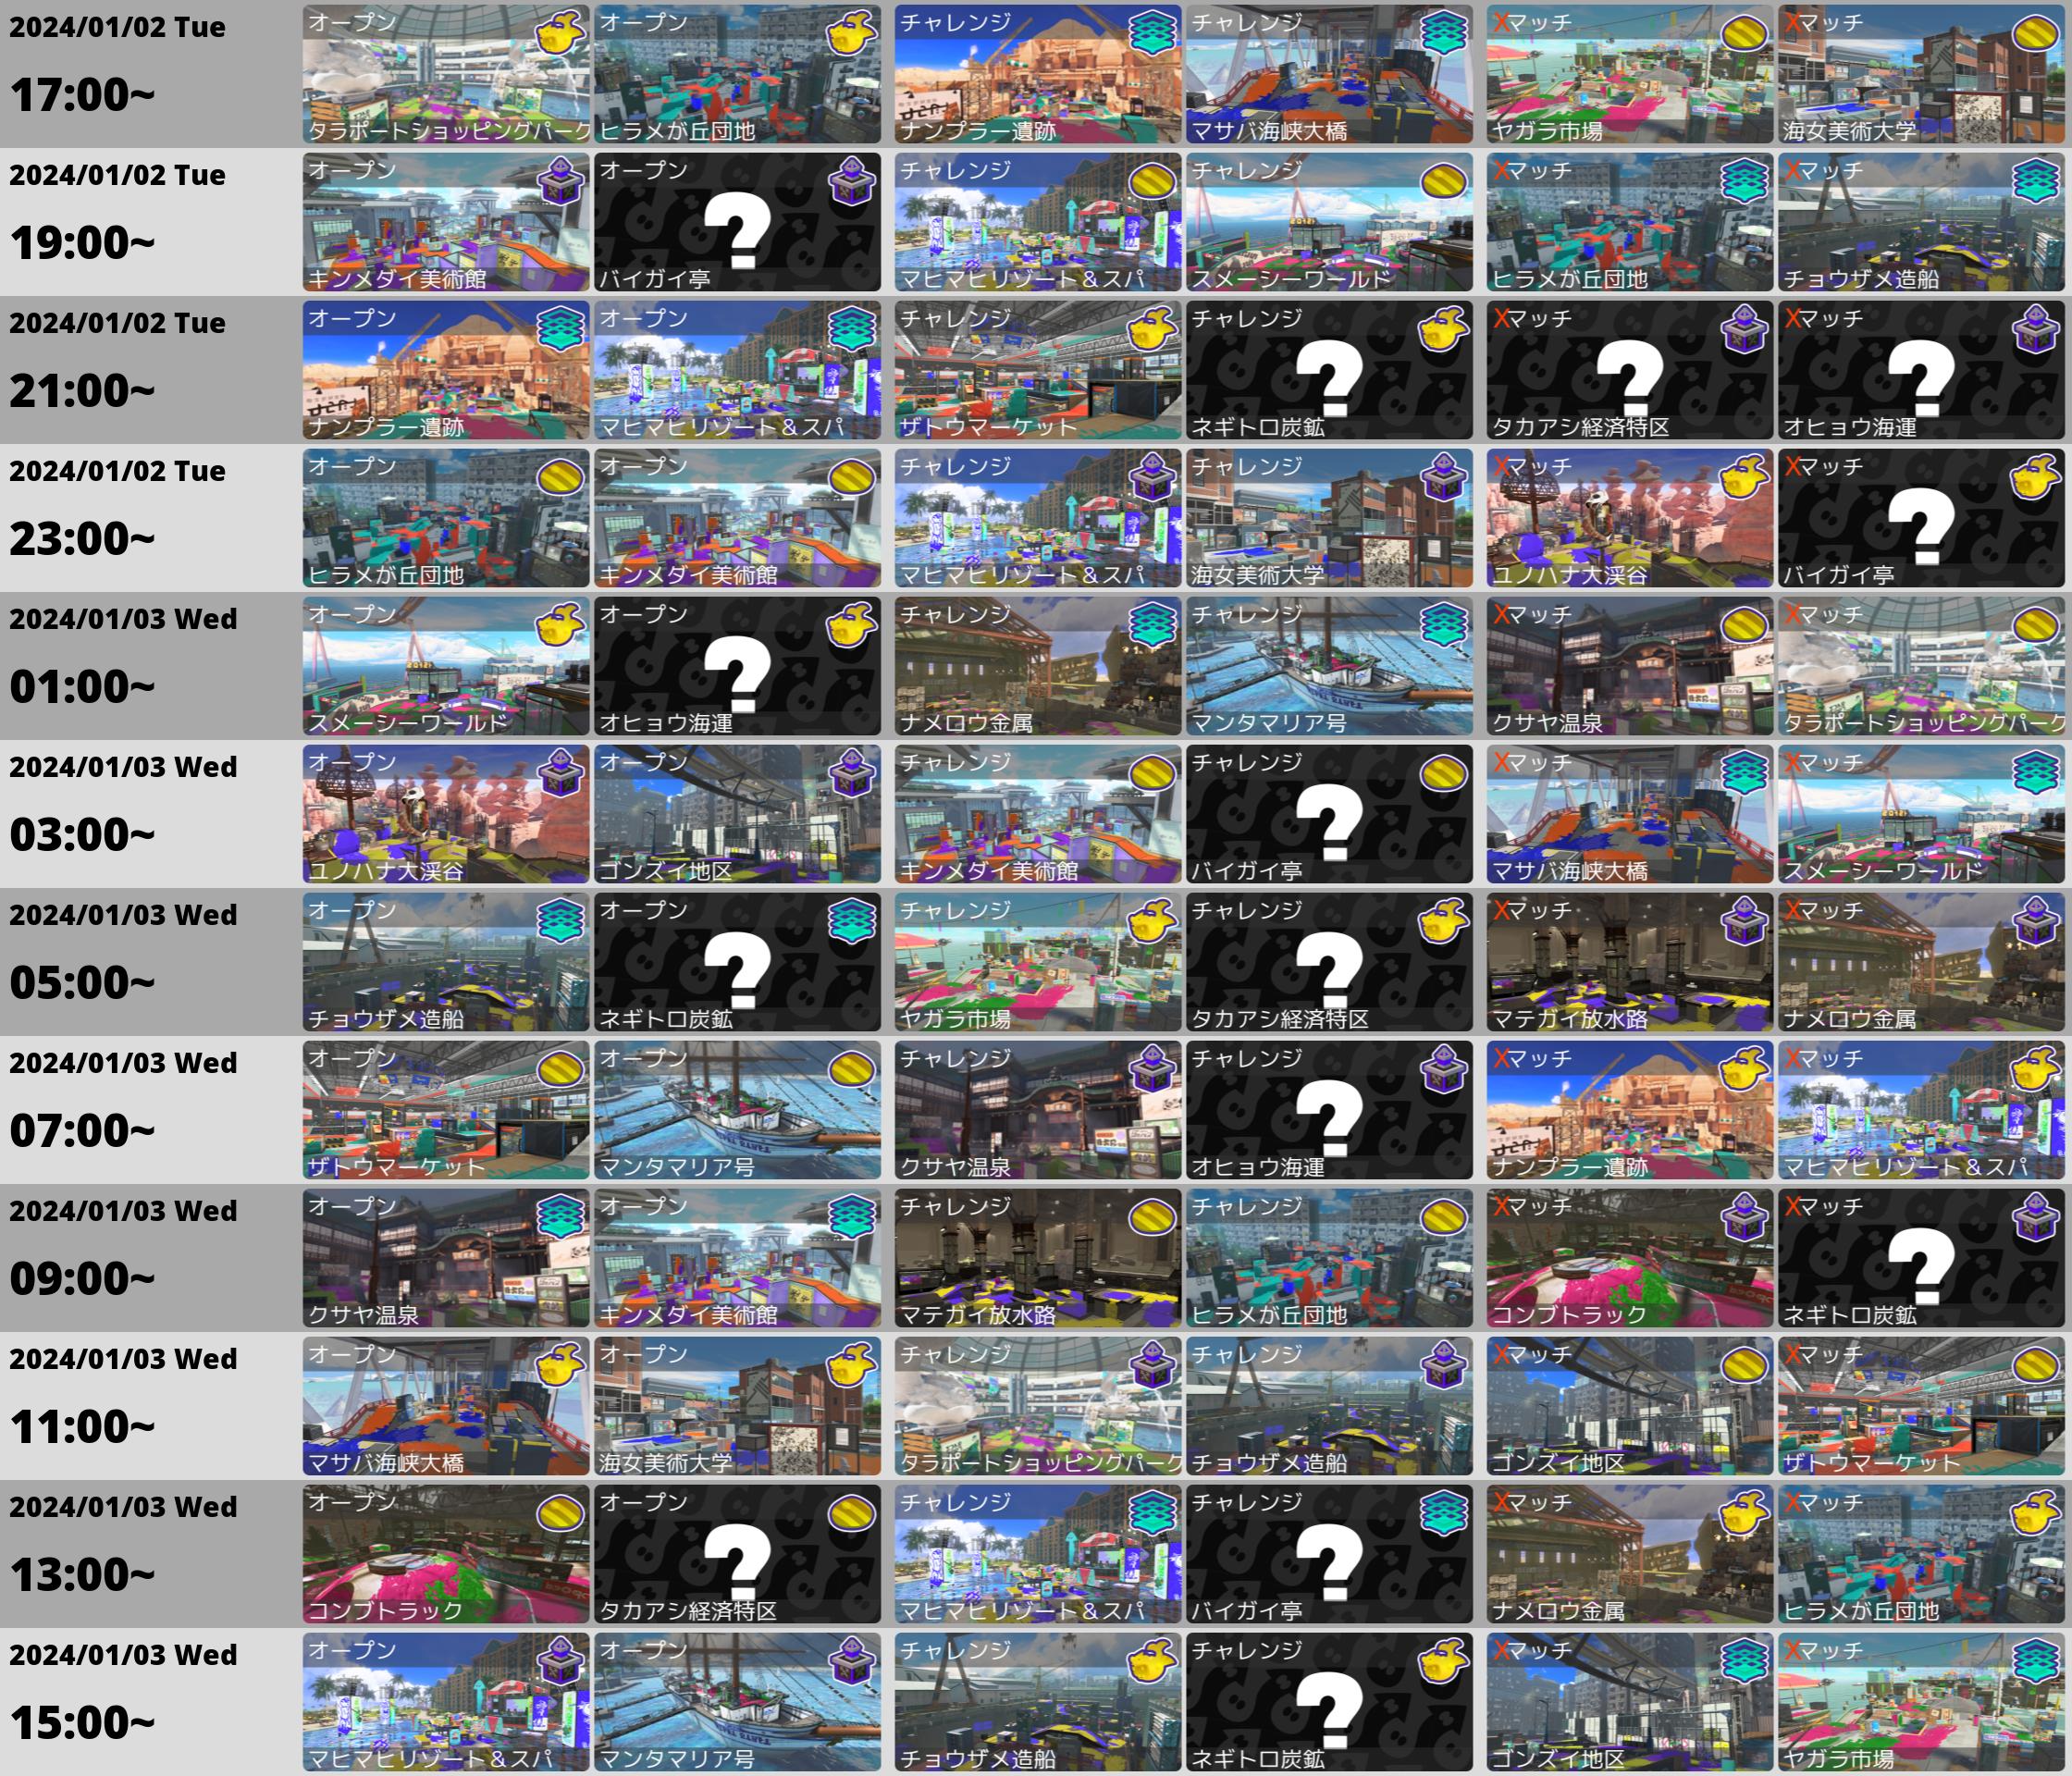 2024/01/02 Tue
17:00~
オープン
タラポートショッピングパーク
オープン
ヒラメが丘団地
チャレンジ
ナンプラー遺跡
チャレンジ
マサバ海峡大橋
Xマッチ
ヤガラ市場
Xマッチ
海女美術大学
2024/01/02 Tue
19:00~
オープン
キンメダイ美術館
オープン
バイガイ亭
チャレンジ
マヒマヒリゾート＆スパ
チャレンジ
スメーシーワールド
Xマッチ
ヒラメが丘団地
Xマッチ
チョウザメ造船
2024/01/02 Tue
21:00~
オープン
ナンプラー遺跡
オープン
マヒマヒリゾート＆スパ
チャレンジ
ザトウマーケット
チャレンジ
ネギトロ炭鉱
Xマッチ
タカアシ経済特区
Xマッチ
オヒョウ海運
2024/01/02 Tue
23:00~
オープン
ヒラメが丘団地
オープン
キンメダイ美術館
チャレンジ
マヒマヒリゾート＆スパ
チャレンジ
海女美術大学
Xマッチ
ユノハナ大渓谷
Xマッチ
バイガイ亭
2024/01/03 Wed
01:00~
オープン
スメーシーワールド
オープン
オヒョウ海運
チャレンジ
ナメロウ金属
チャレンジ
マンタマリア号
Xマッチ
クサヤ温泉
Xマッチ
タラポートショッピングパーク
2024/01/03 Wed
03:00~
オープン
ユノハナ大渓谷
オープン
ゴンズイ地区
チャレンジ
キンメダイ美術館
チャレンジ
バイガイ亭
Xマッチ
マサバ海峡大橋
Xマッチ
スメーシーワールド
2024/01/03 Wed
05:00~
オープン
チョウザメ造船
オープン
ネギトロ炭鉱
チャレンジ
ヤガラ市場
チャレンジ
タカアシ経済特区
Xマッチ
マテガイ放水路
Xマッチ
ナメロウ金属
2024/01/03 Wed
07:00~
オープン
ザトウマーケット
オープン
マンタマリア号
チャレンジ
クサヤ温泉
チャレンジ
オヒョウ海運
Xマッチ
ナンプラー遺跡
Xマッチ
マヒマヒリゾート＆スパ
2024/01/03 Wed
09:00~
オープン
クサヤ温泉
オープン
キンメダイ美術館
チャレンジ
マテガイ放水路
チャレンジ
ヒラメが丘団地
Xマッチ
コンブトラック
Xマッチ
ネギトロ炭鉱
2024/01/03 Wed
11:00~
オープン
マサバ海峡大橋
オープン
海女美術大学
チャレンジ
タラポートショッピングパーク
チャレンジ
チョウザメ造船
Xマッチ
ゴンズイ地区
Xマッチ
ザトウマーケット
2024/01/03 Wed
13:00~
オープン
コンブトラック
オープン
タカアシ経済特区
チャレンジ
マヒマヒリゾート＆スパ
チャレンジ
バイガイ亭
Xマッチ
ナメロウ金属
Xマッチ
ヒラメが丘団地
2024/01/03 Wed
15:00~
オープン
マヒマヒリゾート＆スパ
オープン
マンタマリア号
チャレンジ
チョウザメ造船
チャレンジ
ネギトロ炭鉱
Xマッチ
ゴンズイ地区
Xマッチ
ヤガラ市場